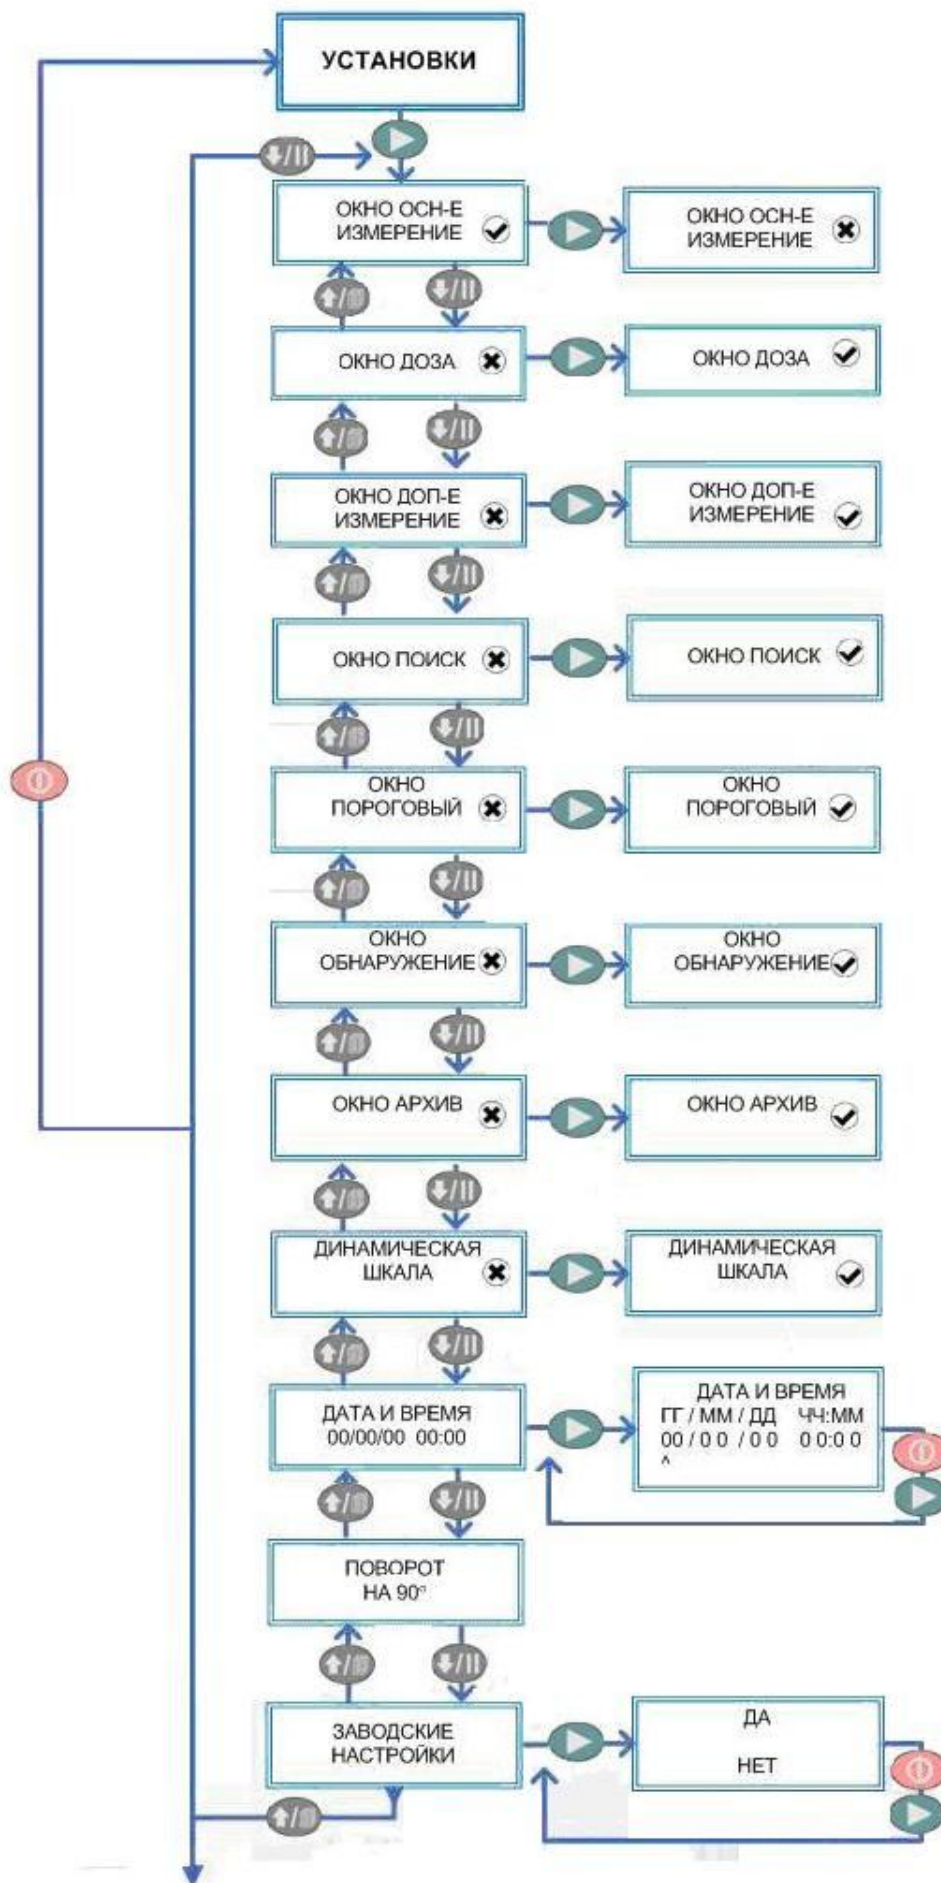 УСТАНОВКИ
ОКНО ОСН-Е
ИЗМЕРЕНИЕ
ОКНО ОСН-Е
ИЗМЕРЕНИЕ
ОКНО ДОЗА
ОКНО ДОЗА
ОКНО ДОП-Е
ИЗМЕРЕНИЕ
ОКНО ДОП-Е
ИЗМЕРЕНИЕ
ОКНО ПОИСК
ОКНО ПОИСК
ОКНО
ПОРОГОВЫЙ
ОКНО
ПОРОГОВЫЙ
ОКНО
ОБНАРУЖЕНИЕ
ОКНО
ОБНАРУЖЕНИЕ
ОКНО АРХИВ
ОКНО АРХИВ
ДИНАМИЧЕСКАЯ
ШКАЛА
ДИНАМИЧЕСКАЯ
ШКАЛА
ДАТА И ВРЕМЯ
00/00/00 00:00
ДАТА И ВРЕМЯ
ГГ / ММ / ДД ЧЧ:ММ
00 / 0 0 / 0 0 0 0:0 0
^
ПОВОРОТ
НА 90°
ЗАВОДСКИЕ
НАСТРОЙКИ
ДА
НЕТ